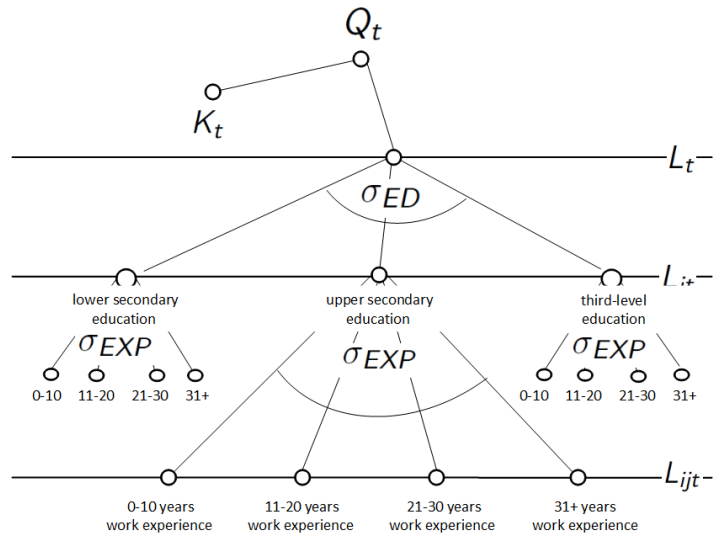 Q_t
K_t
L_t
σ_ED
L_it
lower secondary
education
upper secondary
education
third-level
education
σ_EXP
σ_EXP
σ_EXP
0-10 11-20 21-30 31+
0-10 11-20 21-30 31+
L_ijt
0-10 years
work experience
11-20 years
work experience
21-30 years
work experience
31+ years
work experience